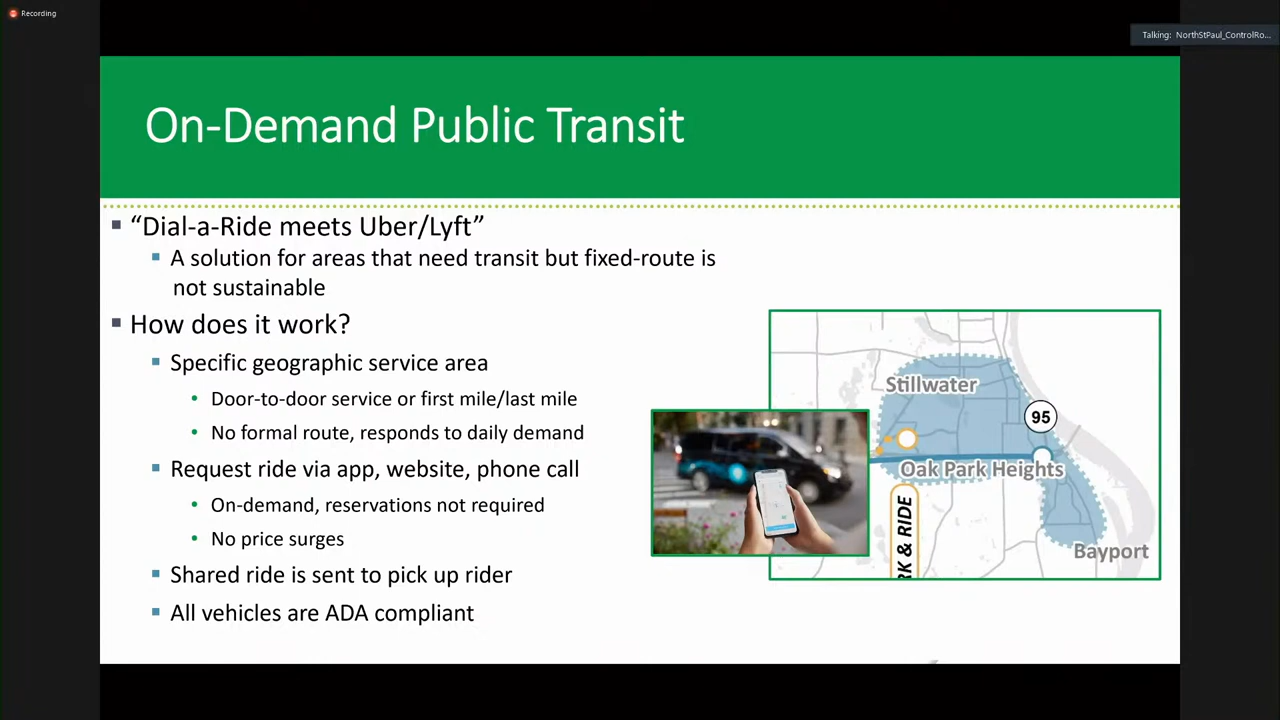 Recording
Talking: NorthStPaul_ControlRo...
On-Demand Public Transit
“Dial-a-Ride meets Uber/Lyft”
A solution for areas that need transit but fixed-route is
not sustainable
How does it work?
Specific geographic service area
Door-to-door service or first mile/last mile
No formal route, responds to daily demand
Request ride via app, website, phone call
On-demand, reservations not required
No price surges
Shared ride is sent to pick up rider
All vehicles are ADA compliant
Stillwater
95
Oak Park Heights
RK & RIDE
Bayport